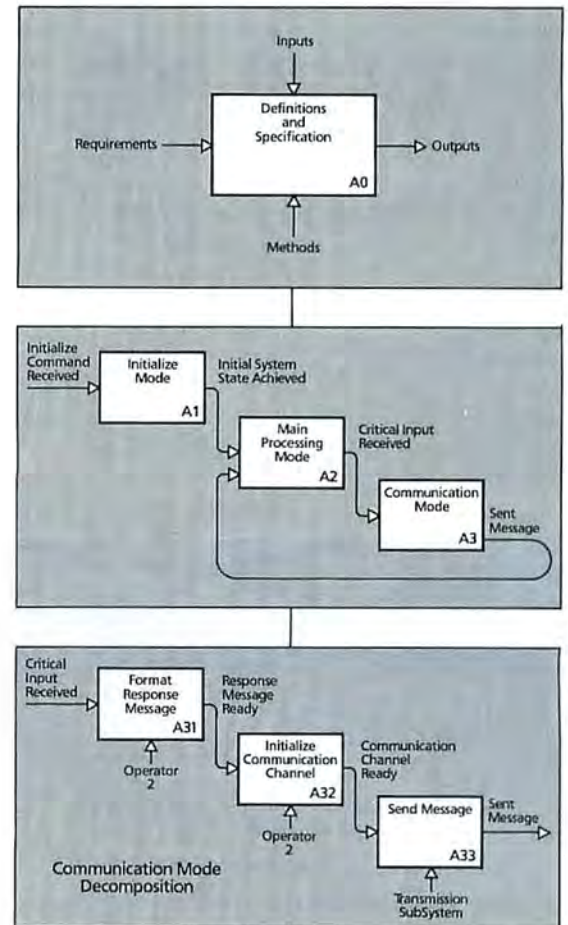 Inputs
Definitions
and
Specification
A0
Requirements
Outputs
Methods
Initialize
Command
Received
Initialize
Mode
A1
Initial System
State Achieved
Main
Processing
Mode
A2
Critical Input
Received
Communication
Mode
A3
Sent
Message
Critical
Input
Received
Format
Response
Message
A31
Response
Message
Ready
Operator
2
Initialize
Communication
Channel
A32
Communication
Channel
Ready
Operator
2
Send Message
A33
Sent
Message
Transmission
SubSystem
Communication Mode
Decomposition